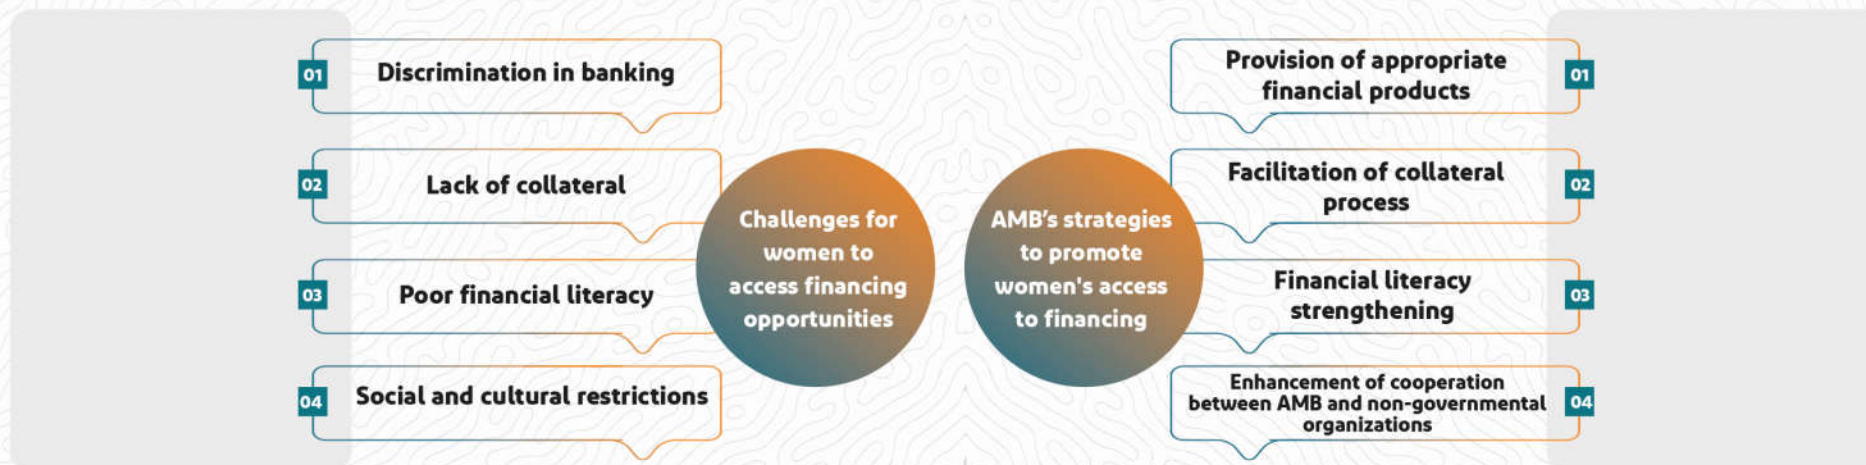 01
Discrimination in banking
02
Lack of collateral
03
Poor financial literacy
04
Social and cultural restrictions
Challenges for
women to
access financing
opportunities
AMB’s strategies
to promote
women's access
to financing
Provision of appropriate
financial products
01
Facilitation of collateral
process
02
Financial literacy
strengthening
03
Enhancement of cooperation
between AMB and non-governmental
organizations
04